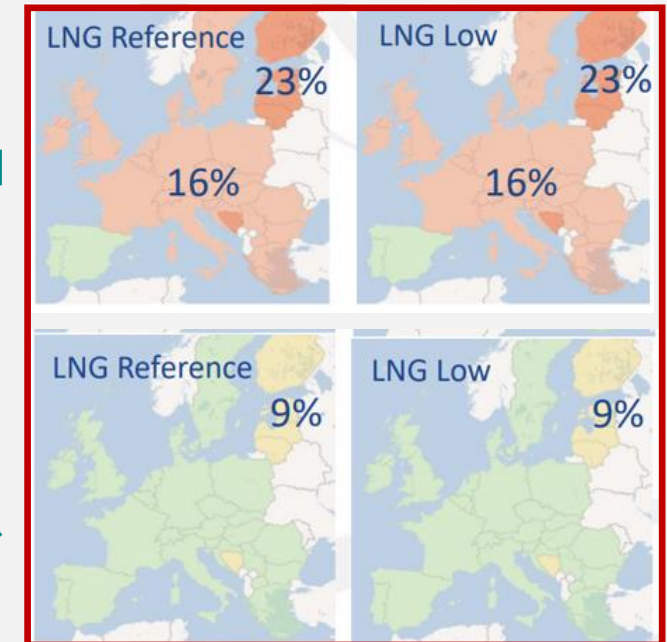 LNG Reference
23%
16%
LNG Low
23%
16%
LNG Reference
9%
LNG Low
9%